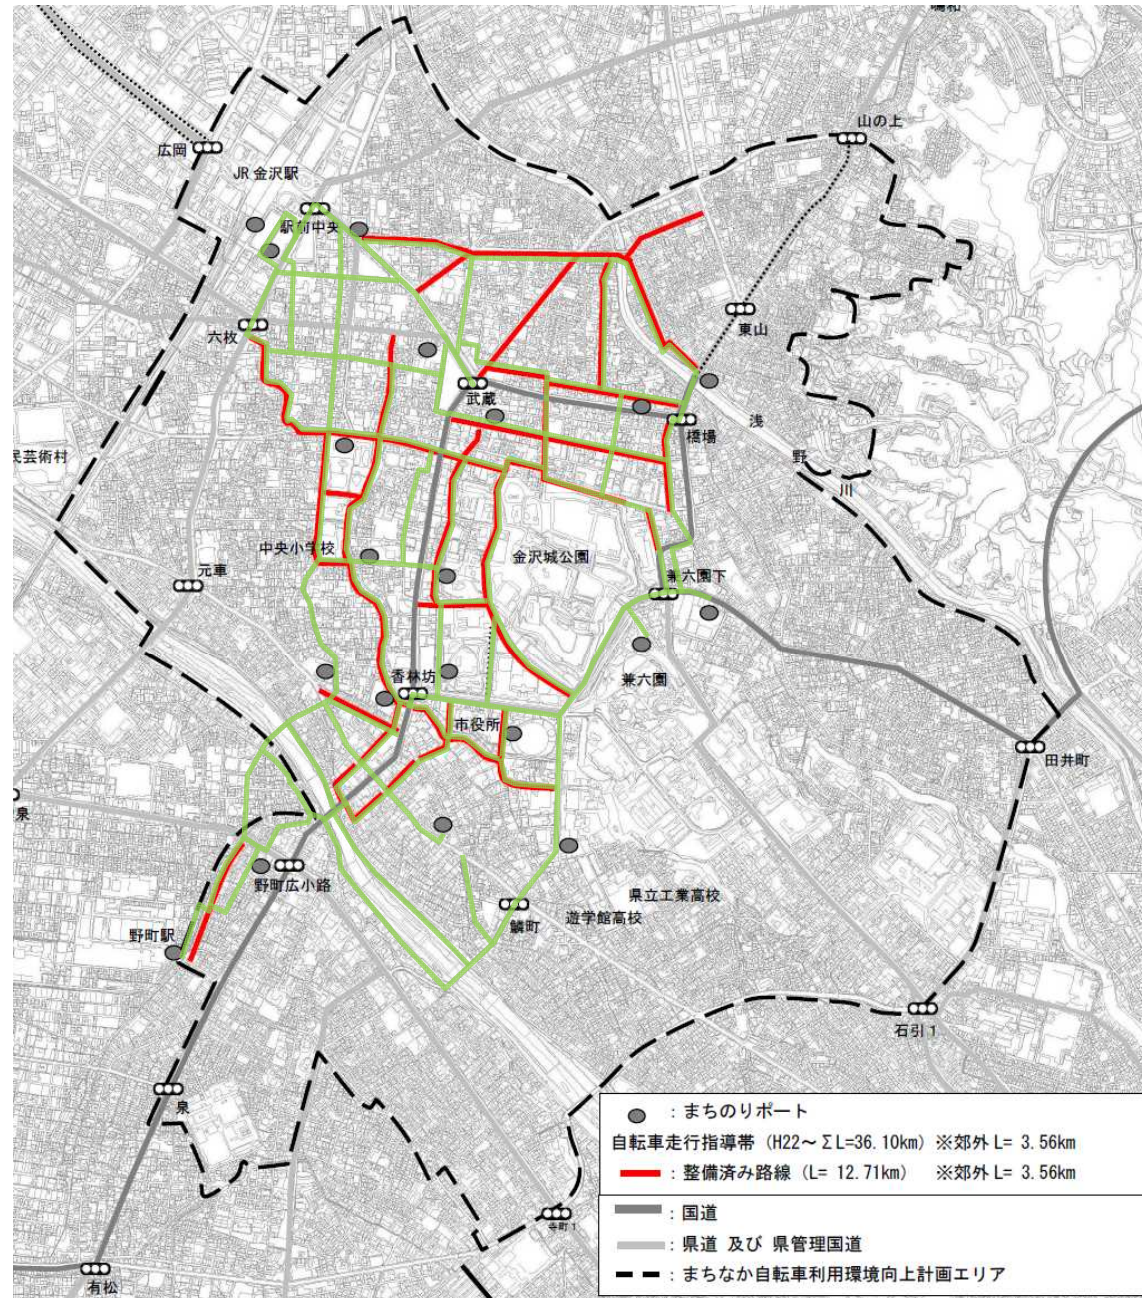 鳴和
山の上
広岡
JR 金沢駅
駅前中央
東山
六枚
武蔵
橋場
浅
野
川
民芸術村
中央小学校
金沢城公園
元車
兼六園下
兼六園
香林坊
市役所
田井町
泉
野町広小路
県立工業高校
遊学館高校
鱗町
野町駅
石引1
泉
寺町1
有松
：まちのりポート
自転車走行指導帯（H22～ΣL=36.10km）※郊外 L= 3.56km
：整備済み路線（L= 12.71km） ※郊外 L= 3.56km
：国道
：県道 及び 県管理国道
：まちなか自転車利用環境向上計画エリア